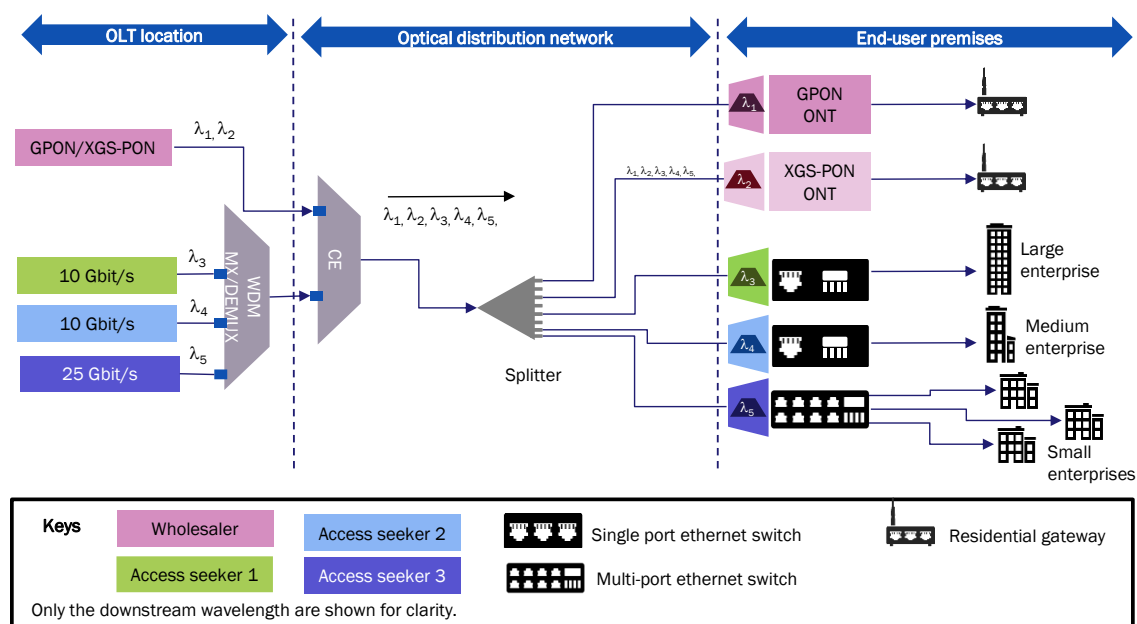 OLT location
Optical distribution network
End-user premises
GPON/XGS-PON
λ1, λ2
10 Gbit/s
λ3
10 Gbit/s
λ4
25 Gbit/s
λ5
WDM
MX/DEMUX
CE
λ1, λ2, λ3, λ4, λ5,
Splitter
λ1, λ2, λ3, λ4, λ5,
λ1
GPON
ONT
λ2
XGS-PON
ONT
λ3
Large
enterprise
λ4
Medium
enterprise
λ5
Small
enterprises
Keys
Wholesaler
Access seeker 2
Single port ethernet switch
Residential gateway
Access seeker 1
Access seeker 3
Multi-port ethernet switch
Only the downstream wavelength are shown for clarity.